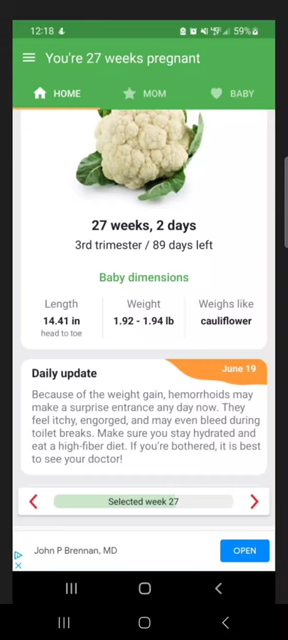 12:18 59%
You're 27 weeks pregnant
HOME MOM BABY
27 weeks, 2 days
3rd trimester / 89 days left
Baby dimensions
Length Weight Weighs like
14.41 in 1.92 - 1.94 lb cauliflower
head to toe
Daily update June 19
Because of the weight gain, hemorrhoids may
make a surprise entrance any day now. They
feel itchy, engorged, and may even bleed during
toilet breaks. Make sure you stay hydrated and
eat a high-fiber diet. If you're bothered, it is best
to see your doctor!
Selected week 27
John P Brennan, MD OPEN